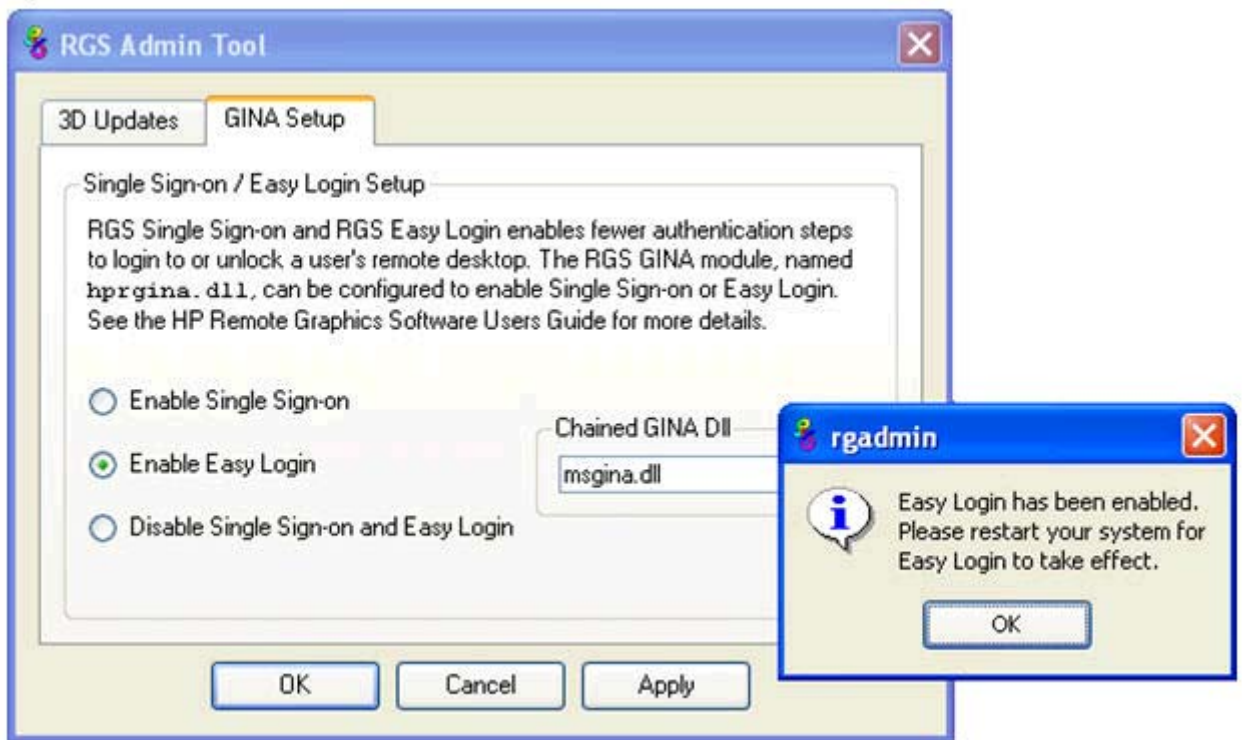 RGS Admin Tool
3D Updates
GINA Setup
Single Sign-on / Easy Login Setup
RGS Single Sign-on and RGS Easy Login enables fewer authentication steps
to login to or unlock a user's remote desktop. The RGS GINA module, named
hprgina.dll, can be configured to enable Single Sign-on or Easy Login.
See the HP Remote Graphics Software Users Guide for more details.
Enable Single Sign-on
Enable Easy Login
Disable Single Sign-on and Easy Login
Chained GINA Dll
msgina.dll
OK
Cancel
Apply
rgadmin
Easy Login has been enabled.
Please restart your system for
Easy Login to take effect.
OK